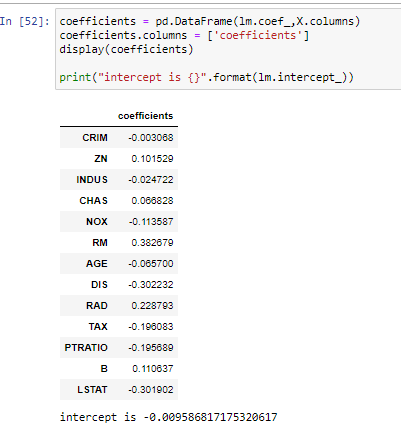 In [52]: coefficients = pd.DataFrame(lm.coef_,X.columns)
coefficients.columns = ['coefficients']
display(coefficients)
print("intercept is {}".format(lm.intercept_))
coefficients
CRIM -0.003068
ZN 0.101529
INDUS -0.024722
CHAS 0.066828
NOX -0.113587
RM 0.382679
AGE -0.065700
DIS -0.302232
RAD 0.228793
TAX -0.196083
PTRATIO -0.195689
B 0.110637
LSTAT -0.301902
intercept is -0.009586817175320617